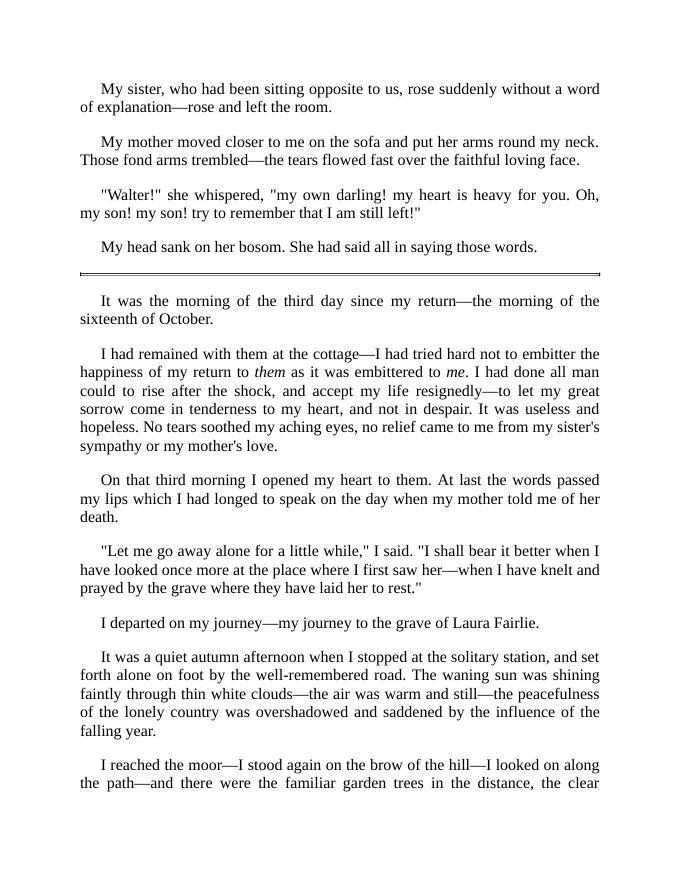 My sister, who had been sitting opposite to us, rose suddenly without a word
of explanation—rose and left the room.
My mother moved closer to me on the sofa and put her arms round my neck.
Those fond arms trembled—the tears flowed fast over the faithful loving face.
"Walter!" she whispered, "my own darling! my heart is heavy for you. Oh,
my son! my son! try to remember that I am still left!"
My head sank on her bosom. She had said all in saying those words.
It was the morning of the third day since my return—the morning of the
sixteenth of October.
I had remained with them at the cottage—I had tried hard not to embitter the
happiness of my return to them as it was embittered to me. I had done all man
could to rise after the shock, and accept my life resignedly—to let my great
sorrow come in tenderness to my heart, and not in despair. It was useless and
hopeless. No tears soothed my aching eyes, no relief came to me from my sister's
sympathy or my mother's love.
On that third morning I opened my heart to them. At last the words passed
my lips which I had longed to speak on the day when my mother told me of her
death.
"Let me go away alone for a little while," I said. "I shall bear it better when I
have looked once more at the place where I first saw her—when I have knelt and
prayed by the grave where they have laid her to rest."
I departed on my journey—my journey to the grave of Laura Fairlie.
It was a quiet autumn afternoon when I stopped at the solitary station, and set
forth alone on foot by the well-remembered road. The waning sun was shining
faintly through thin white clouds—the air was warm and still—the peacefulness
of the lonely country was overshadowed and saddened by the influence of the
falling year.
I reached the moor—I stood again on the brow of the hill—I looked on along
the path—and there were the familiar garden trees in the distance, the clear